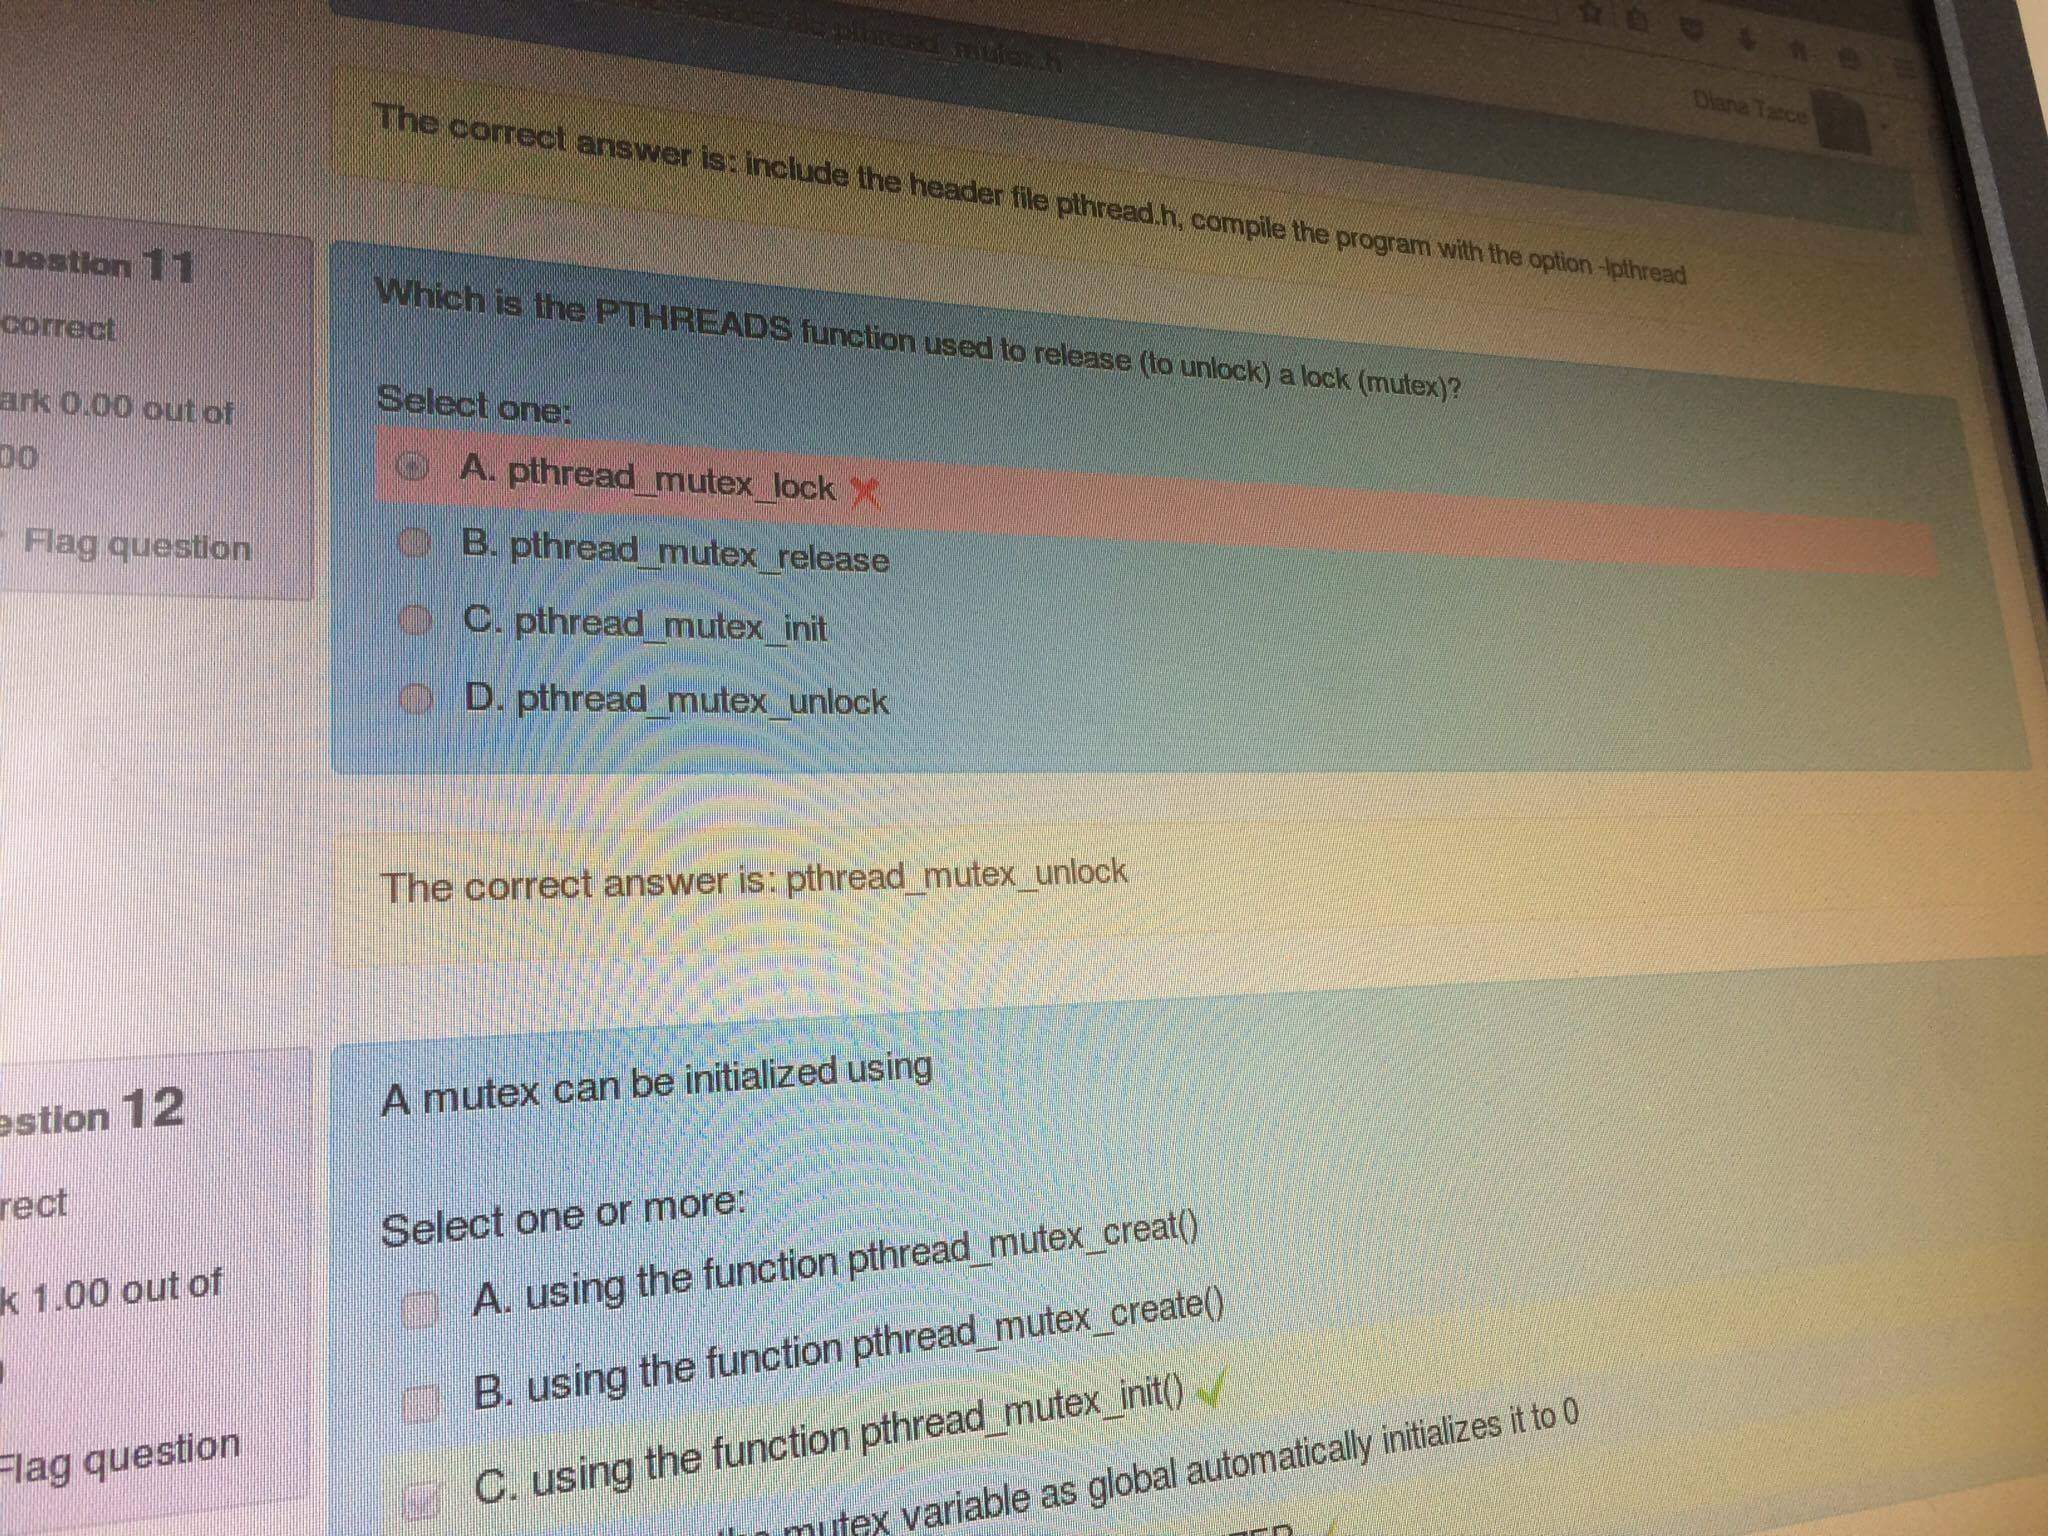 pthread_mutex.h
Diana Tarce
The correct answer is: include the header file pthread.h, compile the program with the option -lpthread
uestion 11
correct
ark 0.00 out of
00
Flag question
Which is the PTHREADS function used to release (to unlock) a lock (mutex)?
Select one:
A. pthread_mutex_lock
B. pthread_mutex_release
C. pthread_mutex_init
D. pthread_mutex_unlock
The correct answer is: pthread_mutex_unlock
estion 12
rect
k 1.00 out of
Flag question
A mutex can be initialized using
Select one or more:
A. using the function pthread_mutex_creat()
B. using the function pthread_mutex_create()
C. using the function pthread_mutex_init()
mutex variable as global automatically initializes it to 0